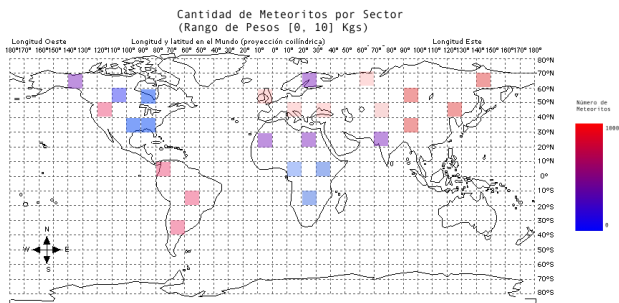 Cantidad de Meteoritos por Sector
(Rango de Pesos [0, 10] Kgs)
Longitud Oeste Longitud y latitud en el Mundo (proyección coilíndrica) Longitud Este
180°170° 160°150° 140°130° 120°110° 100° 90° 80° 70° 60° 50° 40° 30° 20° 10° 0° 10° 20° 30° 40° 50° 60° 70° 80° 90° 100° 110° 120° 130° 140°150° 160°170° 180°
80°N
70°N
60°N
50°N
40°N
30°N
20°N
10°N
0°
10°S
20°S
30°S
40°S
50°S
60°S
70°S
80°S
N
W E
S
Número de
Meteoritos
1000
0